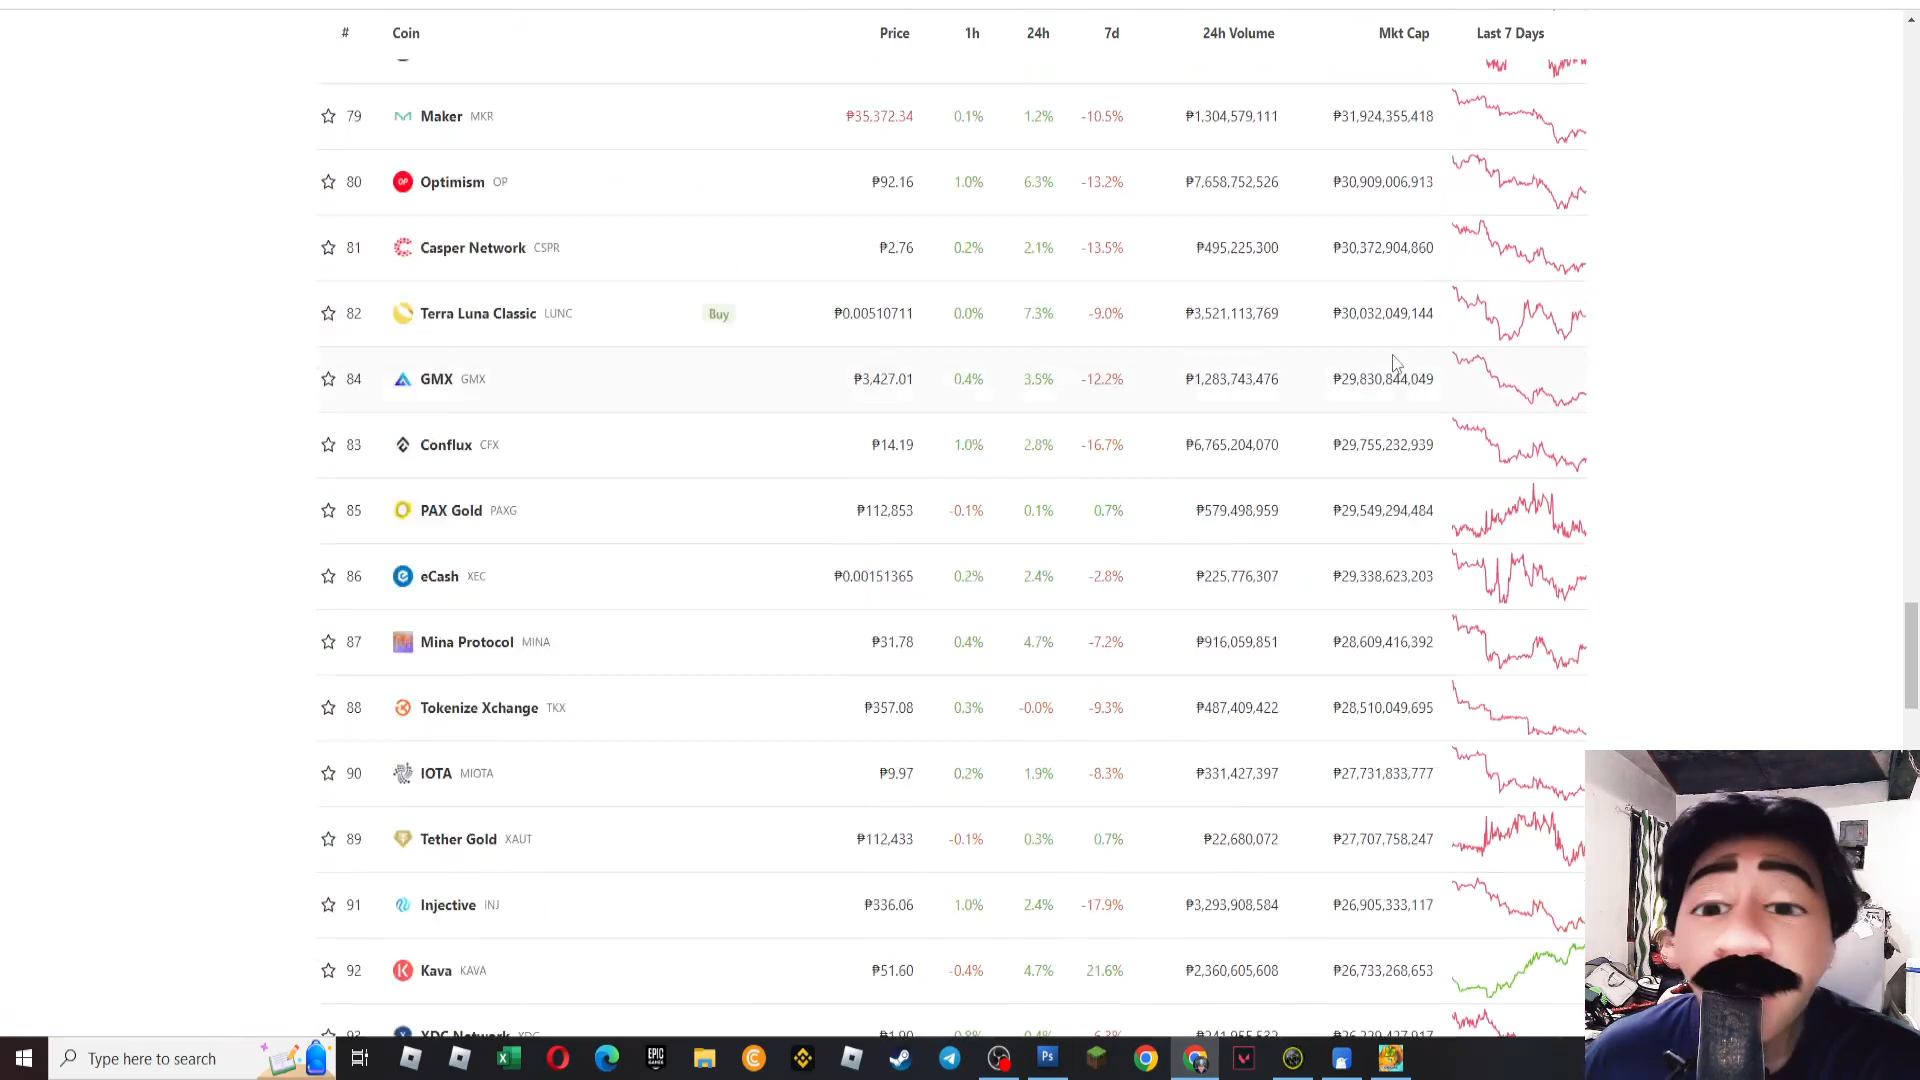 # Coin Price 1h 24h 7d 24h Volume Mkt Cap Last 7 Days
79 Maker MKR ₱35,372.34 0.1% 1.2% -10.5% ₱1,304,579,111 ₱31,924,355,418
80 OP Optimism OP ₱92.16 1.0% 6.3% -13.2% ₱7,658,752,526 ₱30,909,006,913
81 Casper Network CSPR ₱2.76 0.2% 2.1% -13.5% ₱495,225,300 ₱30,372,904,860
82 Terra Luna Classic LUNC Buy ₱0.00510711 0.0% 7.3% -9.0% ₱3,521,113,769 ₱30,032,049,144
84 GMX GMX ₱3,427.01 0.4% 3.5% -12.2% ₱1,283,743,476 ₱29,830,844,049
83 Conflux CFX ₱14.19 1.0% 2.8% -16.7% ₱6,765,204,070 ₱29,755,232,939
85 PAX Gold PAXG ₱112,853 -0.1% 0.1% 0.7% ₱579,498,959 ₱29,549,294,484
86 eCash XEC ₱0.00151365 0.2% 2.4% -2.8% ₱225,776,307 ₱29,338,623,203
87 Mina Protocol MINA ₱31.78 0.4% 4.7% -7.2% ₱916,059,851 ₱28,609,416,392
88 Tokenize Xchange TKX ₱357.08 0.3% -0.0% -9.3% ₱487,409,422 ₱28,510,049,695
90 IOTA MIOTA ₱9.97 0.2% 1.9% -8.3% ₱331,427,397 ₱27,731,833,777
89 Tether Gold XAUT ₱112,433 -0.1% 0.3% 0.7% ₱22,680,072 ₱27,707,758,247
91 Injective INJ ₱336.06 1.0% 2.4% -17.9% ₱3,293,908,584 ₱26,905,333,117
92 Kava KAVA ₱51.60 -0.4% 4.7% 21.6% ₱2,360,605,608 ₱26,733,268,653
93 XDC Network XDC ₱1.90 0.8% 0.4%
Type here to search EPIC GAMES Ps